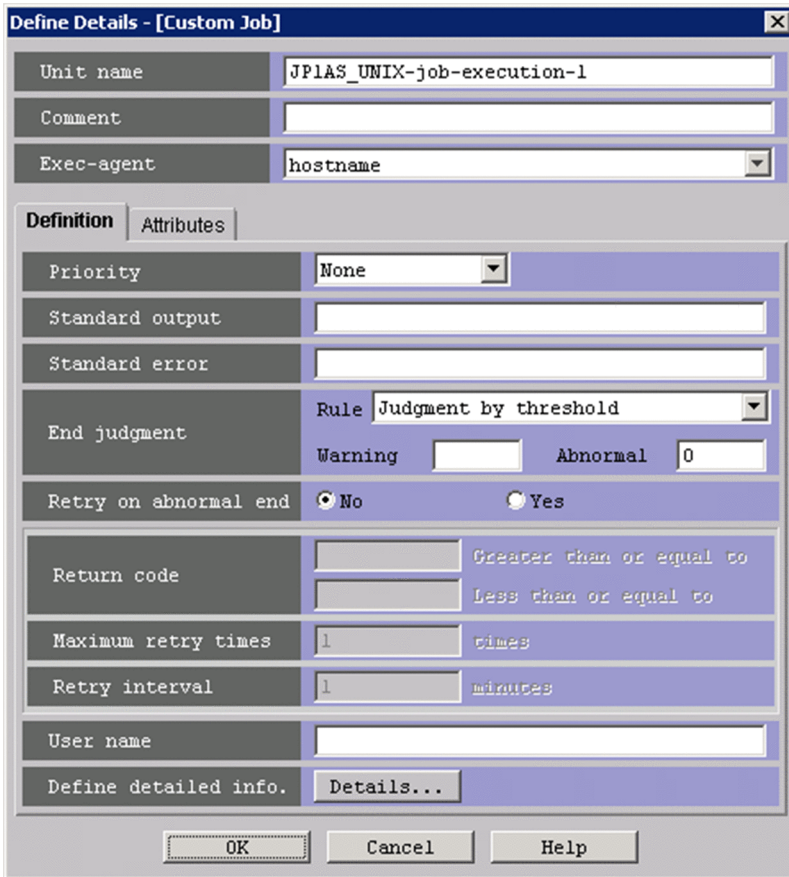 Define Details - [Custom Job]
Unit name JP1AS_UNIX-job-execution-1
Comment
Exec-agent hostname
Definition Attributes
Priority None
Standard output
Standard error
End judgment Rule Judgment by threshold
Warning Abnormal 0
Retry on abnormal end No Yes
Return code Greater than or equal to
Less than or equal to
Maximum retry times 1 times
Retry interval 1 minutes
User name
Define detailed info. Details...
OK Cancel Help